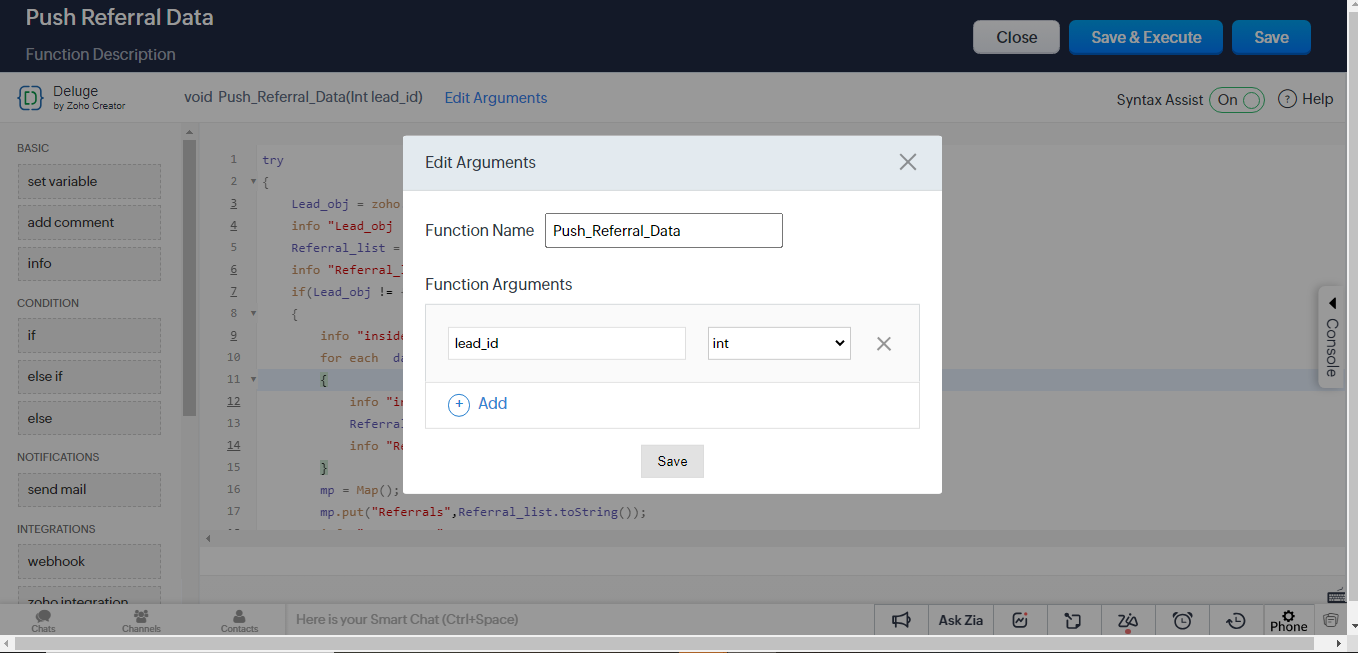 Push Referral Data
Function Description
Close
Save & Execute
Save
Deluge
by Zoho Creator
void Push_Referral_Data(Int lead_id)
Edit Arguments
Syntax Assist
On
? Help
BASIC
set variable
add comment
info
CONDITION
if
else if
else
NOTIFICATIONS
send mail
INTEGRATIONS
webhook
zoho integration
1 try
2 {
3 Lead_obj = zoho
4 info "Lead_obj
5 Referral_list =
6 info "Referral_
7 if(Lead_obj !=
8 {
9 info "inside
10 for each
11 {
12 info
13 Referral
14 info
15 }
16 mp = Map();
17 mp.put("Referrals",Referral_list.toString());
Edit Arguments
Function Name
Push_Referral_Data
Function Arguments
lead_id
int
+ Add
Save
Console
Chats
Channels
Contacts
Here is your Smart Chat (Ctrl+Space)
Ask Zia
Phone